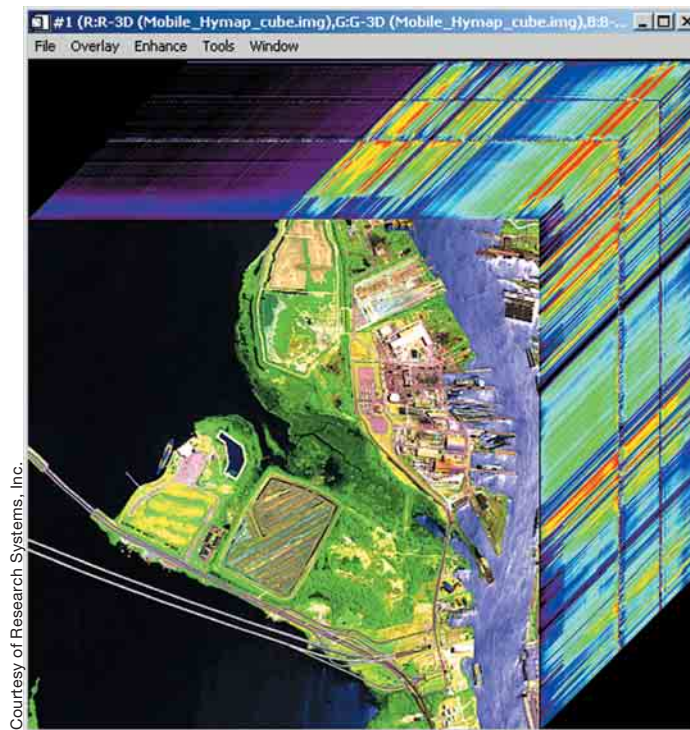 #1 (R:R-3D (Mobile_Hymap_cube.img),G:G-3D (Mobile_Hymap_cube.img),B:B-...
File Overlay Enhance Tools Window
Courtesy of Research Systems, Inc.